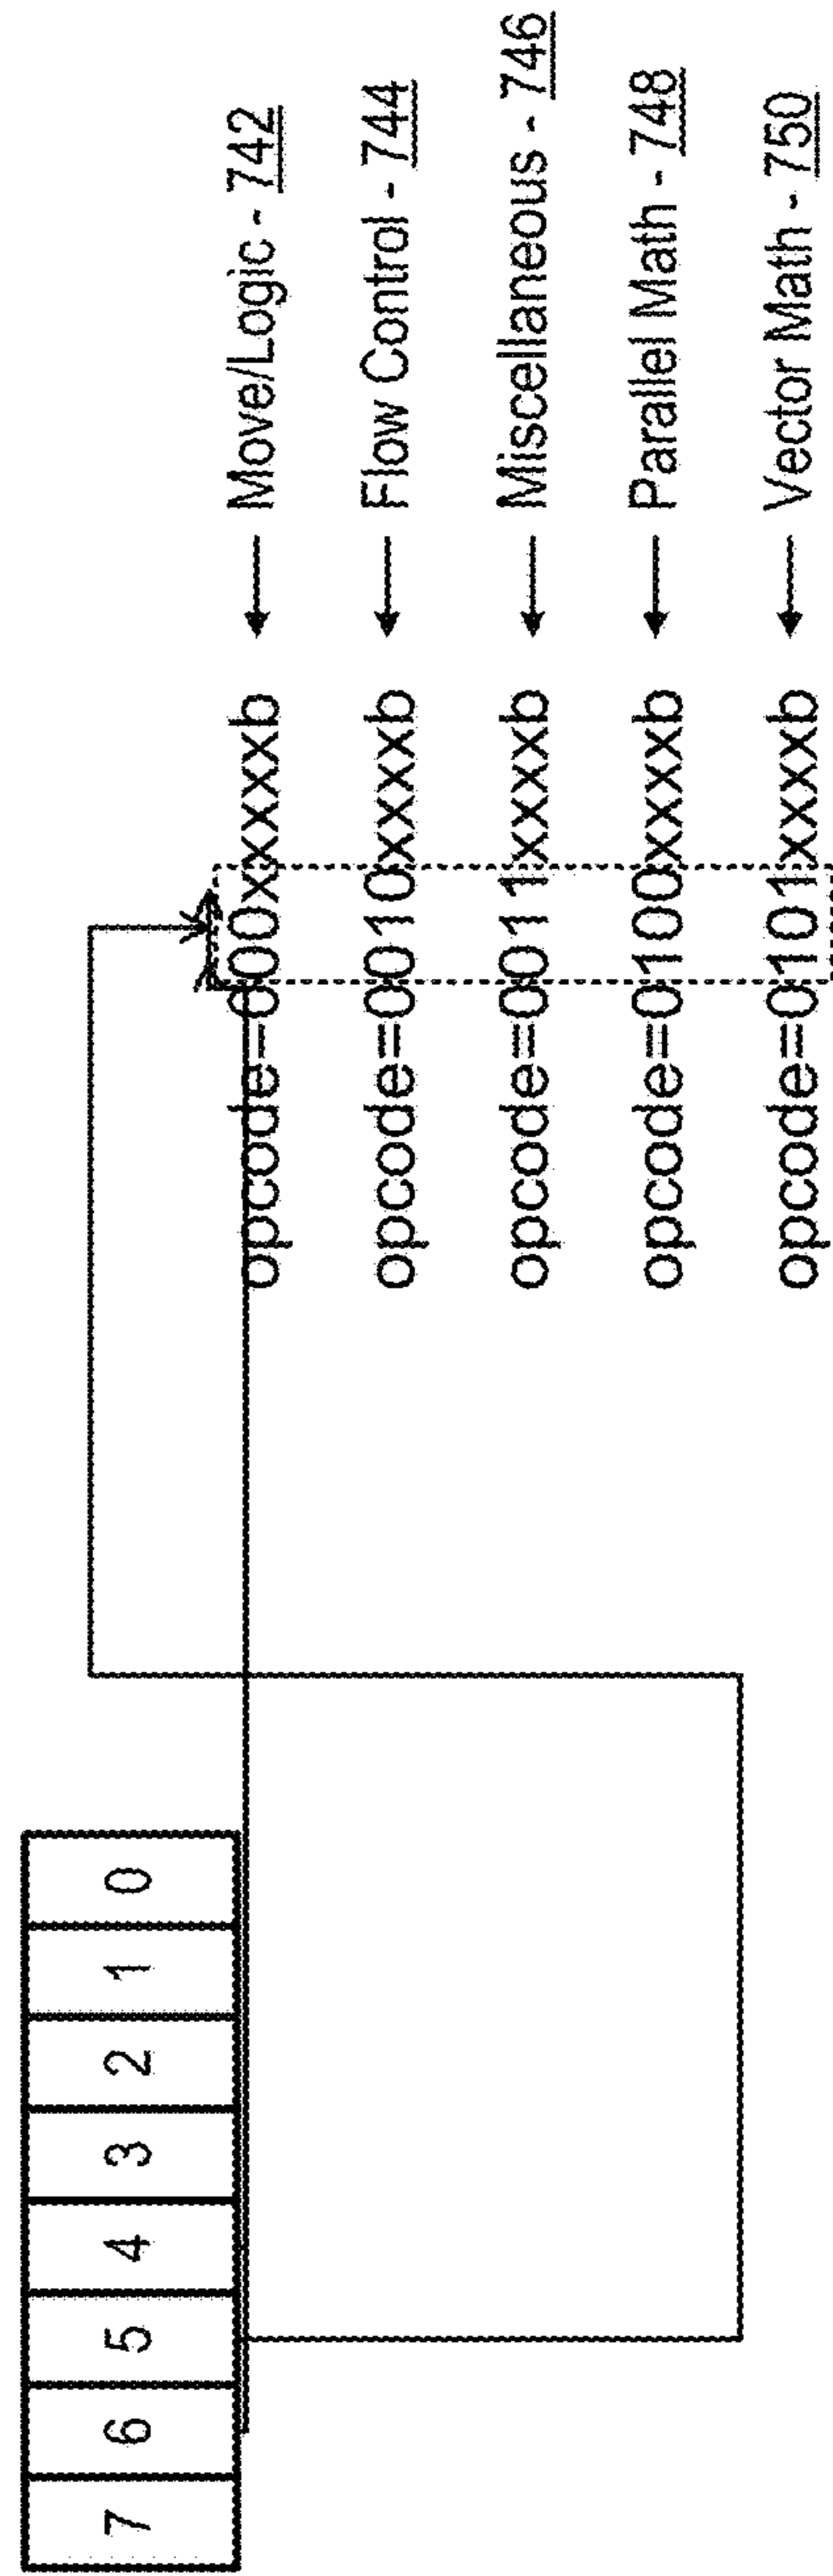 7 6 5 4 3 2 1 0
opcode=000xxxxxb ← Move/Logic - 742
opcode=0010xxxxb ← Flow Control - 744
opcode=0011xxxxb ← Miscellaneous - 746
opcode=0100xxxxb ← Parallel Math - 748
opcode=0101xxxxb ← Vector Math - 750